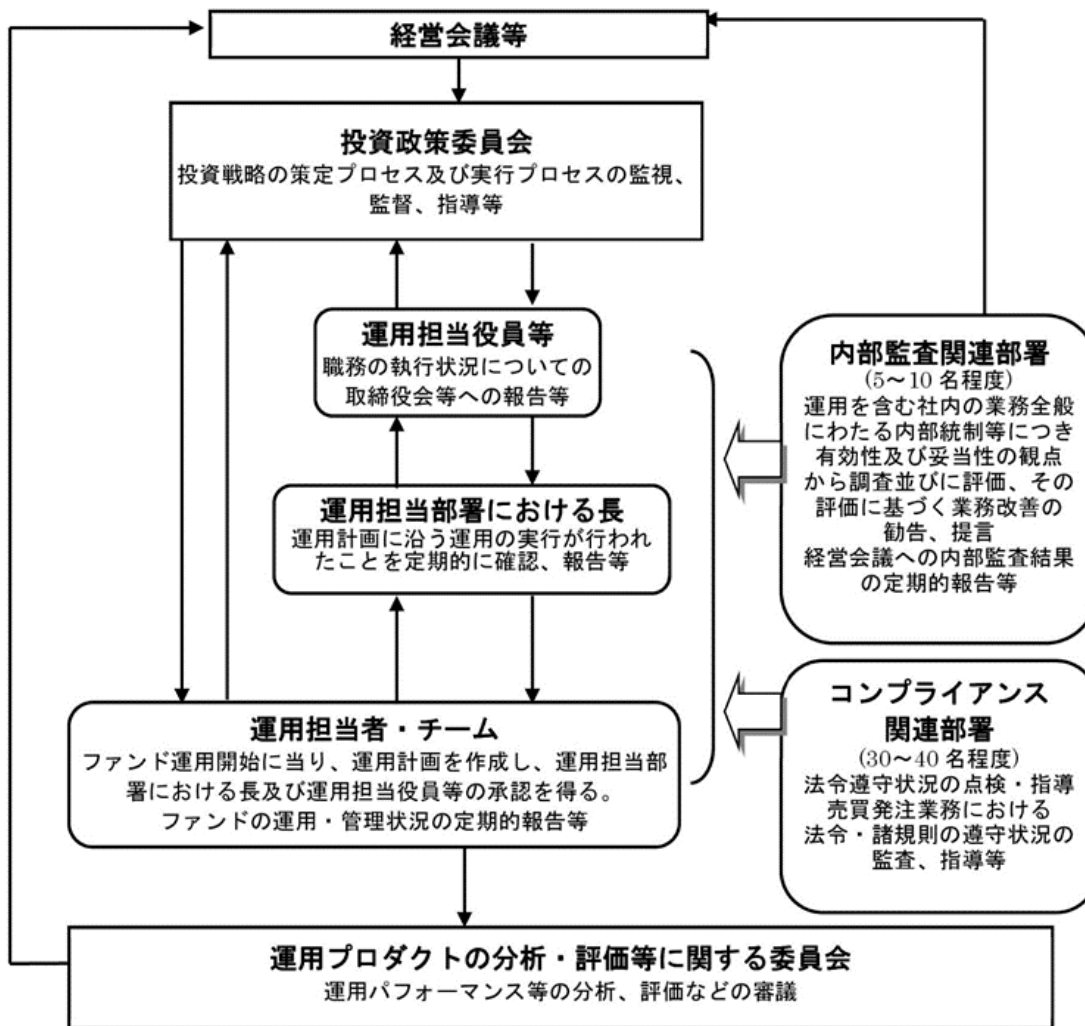 経営会議等
投資政策委員会
投資戦略の策定プロセス及び実行プロセスの監視、
監督、指導等
運用担当役員等
職務の執行状況についての
取締役会等への報告等
運用担当部署における長
運用計画に沿う運用の実行が行われ
たことを定期的に確認、報告等
運用担当者・チーム
ファンド運用開始に当り、運用計画を作成し、運用担当部
署における長及び運用担当役員等の承認を得る。
ファンドの運用・管理状況の定期的報告等
内部監査関連部署
(5～10 名程度)
運用を含む社内の業務全般
にわたる内部統制等につき
有効性及び妥当性の観点
から調査並びに評価、その
評価に基づく業務改善の
勧告、提言
経営会議への内部監査結果
の定期的報告等
コンプライアンス
関連部署
(30～40 名程度)
法令遵守状況の点検・指導
売買発注業務における
法令・諸規則の遵守状況の
監査、指導等
運用プロダクトの分析・評価等に関する委員会
運用パフォーマンス等の分析、評価などの審議